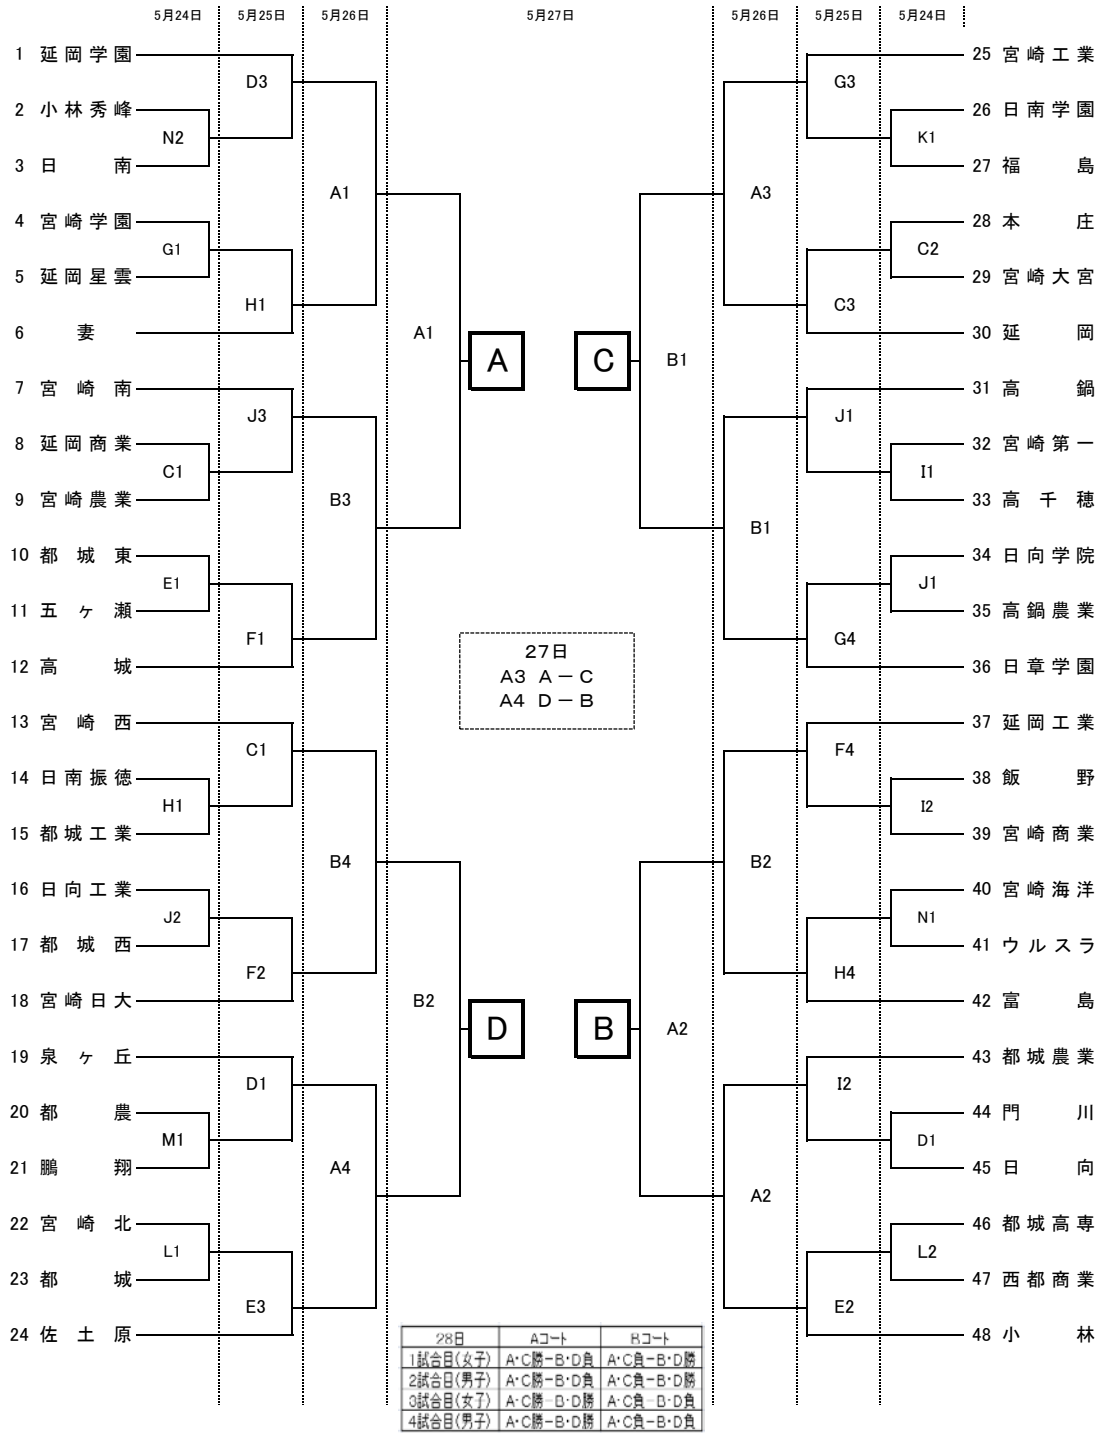 5月24日 5月25日 5月26日 5月27日 5月26日 5月25日 5月24日
1 延岡学園
D3
2 小林秀峰
N2
3 日南
A1
4 宮崎学園
G1
5 延岡星雲
H1
6 妻
A1
A
7 宮崎南
J3
8 延岡商業
C1
9 宮崎農業
B3
10 都城東
E1
11 五ヶ瀬
F1
12 高城
13 宮崎西
C1
14 日南振徳
H1
15 都城工業
B4
16 日向工業
J2
17 都城西
F2
18 宮崎日大
B2
D
19 泉ヶ丘
D1
20 都農
M1
21 鵬翔
A4
22 宮崎北
L1
23 都城
E3
24 佐土原
27日
A3 A－C
A4 D－B
25 宮崎工業
G3
26 日南学園
K1
27 福島
A3
28 本庄
C2
29 宮崎大宮
C3
30 延岡
C
B1
31 高鍋
J1
32 宮崎第一
I1
33 高千穂
B1
34 日向学院
J1
35 高鍋農業
G4
36 日章学園
37 延岡工業
F4
38 飯野
I2
39 宮崎商業
B2
40 宮崎海洋
N1
41 ウルスラ
H4
42 富島
B
A2
43 都城農業
I2
44 門川
D1
45 日向
A2
46 都城高専
L2
47 西都商業
E2
48 小林
28日 Aコート Bコート
1試合目(女子) A・C勝－B・D負 A・C負－B・D勝
2試合目(男子) A・C勝－B・D負 A・C負－B・D勝
3試合目(女子) A・C勝－B・D勝 A・C負－B・D負
4試合目(男子) A・C勝－B・D勝 A・C負－B・D負